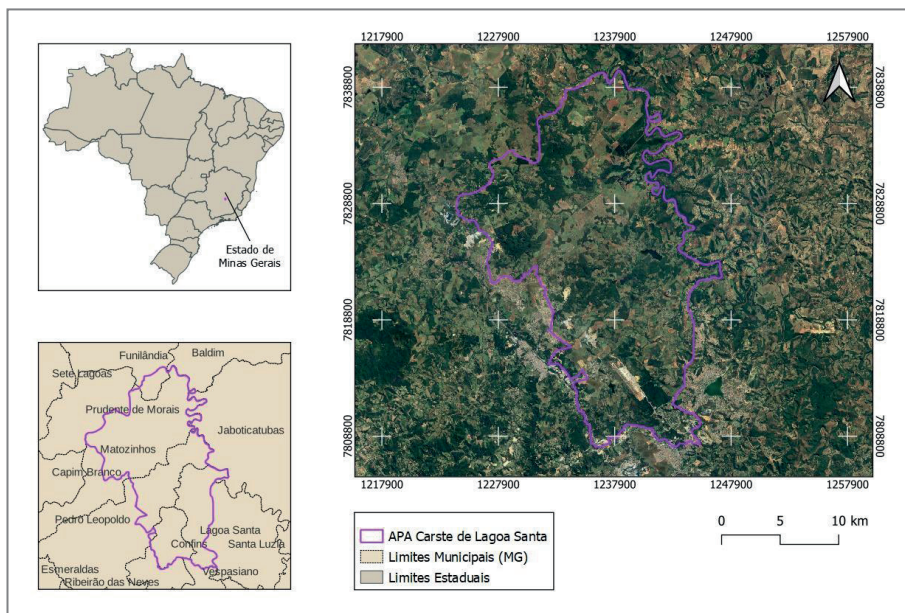 Estado de
Minas Gerais
1217900 1227900 1237900 1247900 1257900
7838800 7838800
7828800 7828800
7818800 7818800
7808800 7808800
1217900 1227900 1237900 1247900 1257900
Funilândia Baldim
Sete Lagoas
Prudente de Morais
Jaboticatubas
Matozinhos
Capim Branco
Pedro Leopoldo
Lagoa Santa
Confins Santa Luzia
Esmeraldas Vespasiano
Ribeirão das Neves
APA Carste de Lagoa Santa
Limites Municipais (MG)
Limites Estaduais
0 5 10 km